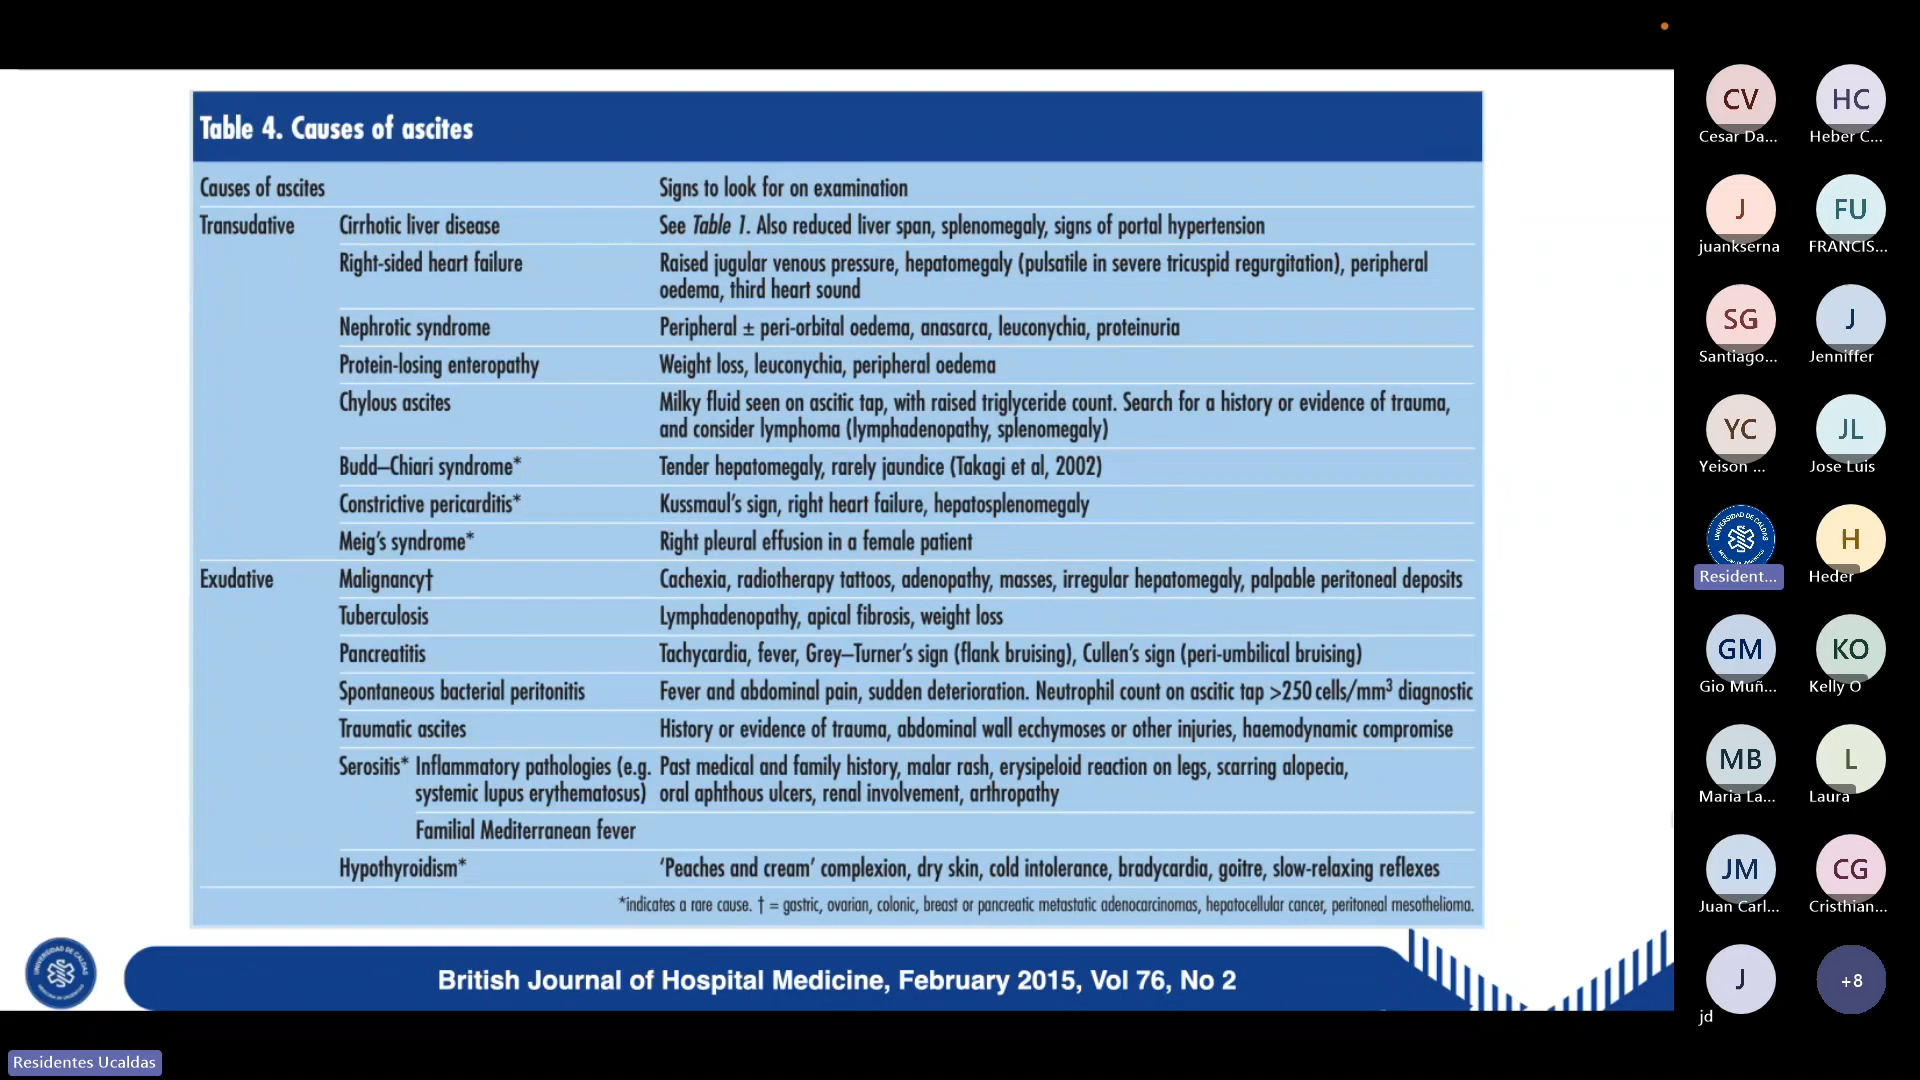 Table 4. Causes of ascites
Causes of ascites Signs to look for on examination
Transudative Cirrhotic liver disease See Table 1. Also reduced liver span, splenomegaly, signs of portal hypertension
Right-sided heart failure Raised jugular venous pressure, hepatomegaly (pulsatile in severe tricuspid regurgitation), peripheral
oedema, third heart sound
Nephrotic syndrome Peripheral ± peri-orbital oedema, anasarca, leuconychia, proteinuria
Protein-losing enteropathy Weight loss, leuconychia, peripheral oedema
Chylous ascites Milky fluid seen on ascitic tap, with raised triglyceride count. Search for a history or evidence of trauma,
and consider lymphoma (lymphadenopathy, splenomegaly)
Budd–Chiari syndrome* Tender hepatomegaly, rarely jaundice (Takagi et al, 2002)
Constrictive pericarditis* Kussmaul's sign, right heart failure, hepatosplenomegaly
Meig's syndrome* Right pleural effusion in a female patient
Exudative Malignancy† Cachexia, radiotherapy tattoos, adenopathy, masses, irregular hepatomegaly, palpable peritoneal deposits
Tuberculosis Lymphadenopathy, apical fibrosis, weight loss
Pancreatitis Tachycardia, fever, Grey–Turner's sign (flank bruising), Cullen's sign (peri-umbilical bruising)
Spontaneous bacterial peritonitis Fever and abdominal pain, sudden deterioration. Neutrophil count on ascitic tap >250 cells/mm³ diagnostic
Traumatic ascites History or evidence of trauma, abdominal wall ecchymoses or other injuries, haemodynamic compromise
Serositis* Inflammatory pathologies (e.g. Past medical and family history, malar rash, erysipeloid reaction on legs, scarring alopecia,
systemic lupus erythematosus) oral aphthous ulcers, renal involvement, arthropathy
Familial Mediterranean fever
Hypothyroidism* 'Peaches and cream' complexion, dry skin, cold intolerance, bradycardia, goitre, slow-relaxing reflexes
*indicates a rare cause. † = gastric, ovarian, colonic, breast or pancreatic metastatic adenocarcinomas, hepatocellular cancer, peritoneal mesothelioma.
British Journal of Hospital Medicine, February 2015, Vol 76, No 2
Residentes Ucaldas
CV HC
Cesar Da... Heber C...
J FU
juankserna FRANCIS...
SG J
Santiago... Jenniffer
YC JL
Yeison ... Jose Luis
UNIVERSIDAD DE CALDAS H
Resident... Heder
GM KO
Gio Muñ... Kelly O
MB L
Maria La... Laura
JM CG
Juan Carl... Cristhian...
J +8
jd